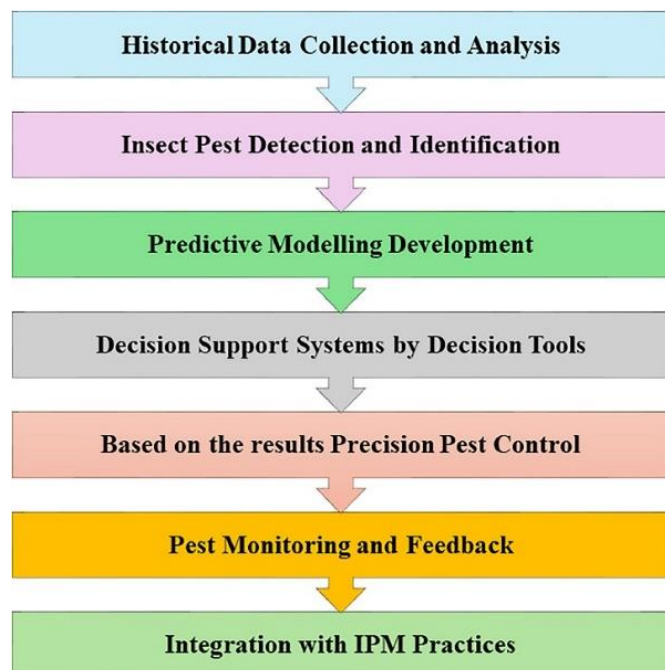 Historical Data Collection and Analysis
Insect Pest Detection and Identification
Predictive Modelling Development
Decision Support Systems by Decision Tools
Based on the results Precision Pest Control
Pest Monitoring and Feedback
Integration with IPM Practices